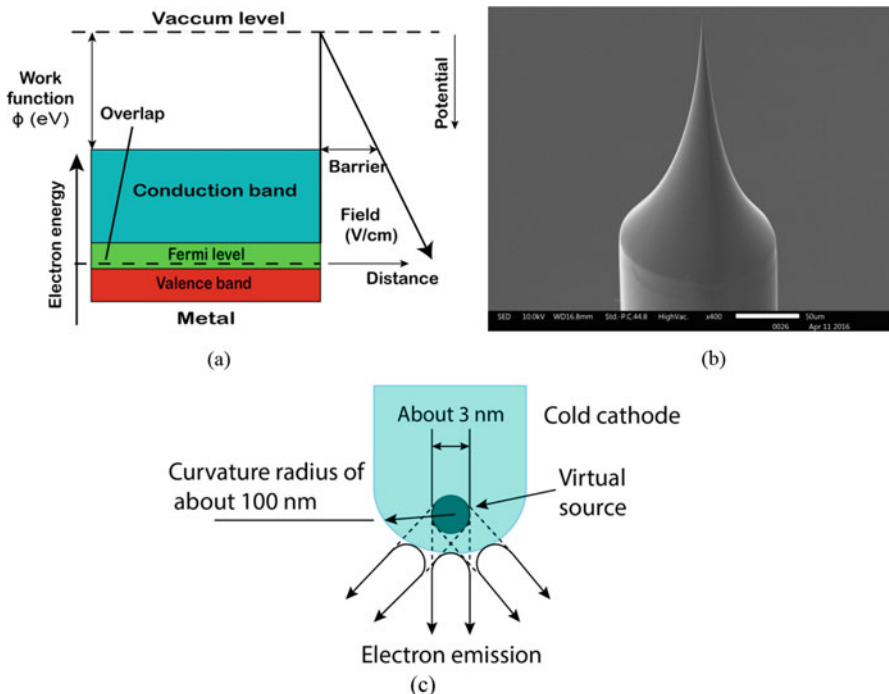 Vaccum level
Work
function
ϕ (eV)
Overlap
Potential
Barrier
Conduction band
Electron energy
Field
(V/cm)
Fermi level
Distance
Valence band
Metal
(a)
SED 10.0kV WD16.8mm Std.-P.C.44.8 HighVac. x400 50um
0026 Apr 11 2016
(b)
About 3 nm
Cold cathode
Curvature radius of
about 100 nm
Virtual
source
Electron emission
(c)